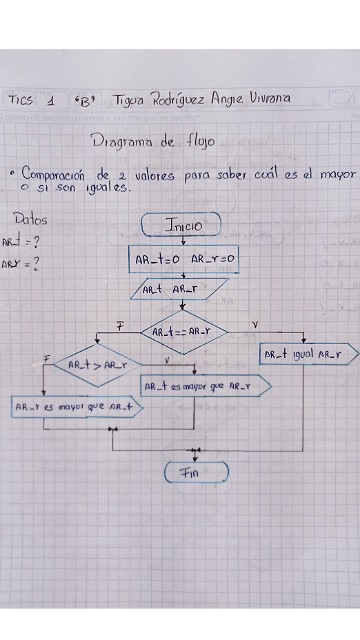 TICS 1 "B" Tigua Rodríguez Angie Viviana
Diagrama de flujo
• Comparación de 2 valores para saber cuál es el mayor
o si son iguales.
Datos
AR_t = ?
AR_r = ?
Inicio
AR_t=0 AR_r=0
AR_t AR_r
AR_t==AR_r
F
V
AR_t igual AR_r
AR_t > AR_r
F
V
AR_t es mayor que AR_r
AR_r es mayor que AR_t
Fin